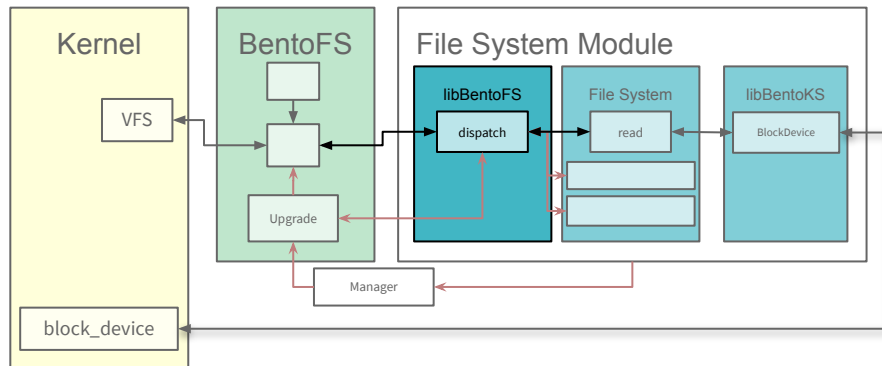 Kernel
BentoFS
File System Module
libBentoFS
File System
libBentoKS
VFS
dispatch
read
BlockDevice
Upgrade
Manager
block_device